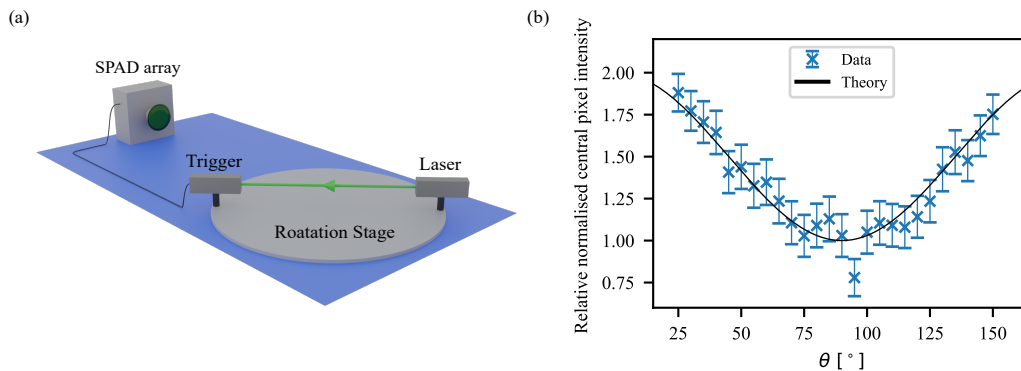 (a)
SPAD array
Trigger
Laser
Roatation Stage
(b)
Relative normalised central pixel intensity
2.00
1.75
1.50
1.25
1.00
0.75
Data
Theory
25 50 75 100 125 150
θ [ ° ]